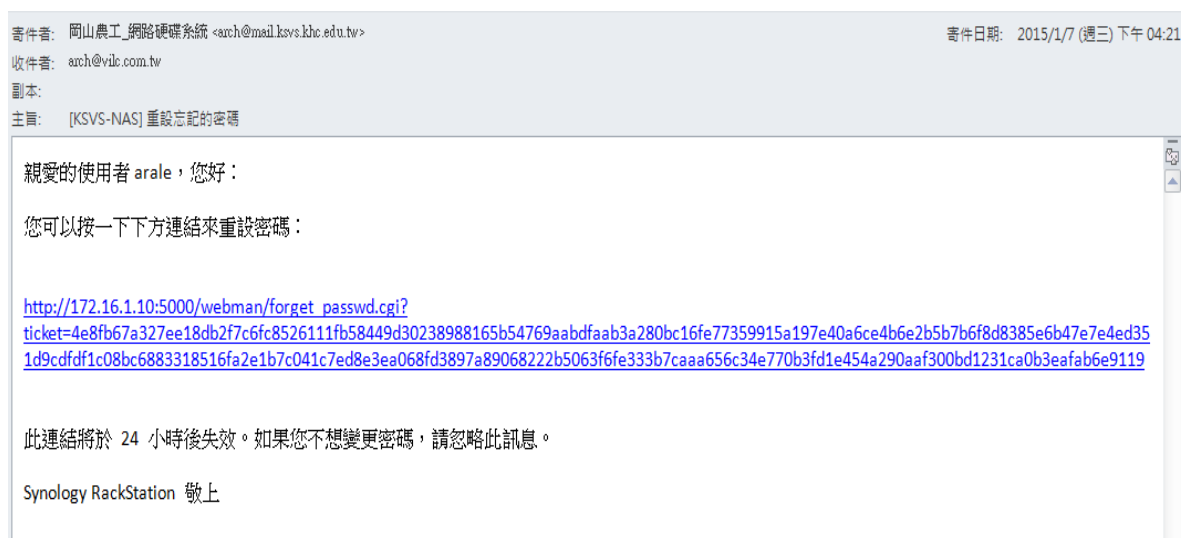 寄件者: 岡山農工_網路硬碟系統 <arch@mail.ksvs.khc.edu.tw> 寄件日期: 2015/1/7 (週三) 下午 04:21
收件者: arch@vilc.com.tw
副本:
主旨: [KSVS-NAS] 重設忘記的密碼
親愛的使用者 arale，您好：
您可以按一下下方連結來重設密碼：
http://172.16.1.10:5000/webman/forget_passwd.cgi?
ticket=4e8fb67a327ee18db2f7c6fc8526111fb58449d30238988165b54769aabdfaab3a280bc16fe77359915a197e40a6ce4b6e2b5b7b6f8d8385e6b47e7e4ed35
1d9cdfdf1c08bc6883318516fa2e1b7c041c7ed8e3ea068fd3897a89068222b5063f6fe333b7caaa656c34e770b3fd1e454a290aaf300bd1231ca0b3eafab6e9119
此連結將於 24 小時後失效。如果您不想變更密碼，請忽略此訊息。
Synology RackStation 敬上